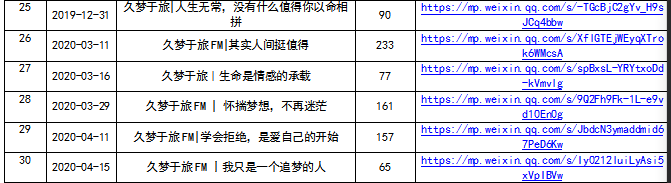 25 2019-12-31 久梦于旅|人生无常，没有什么值得你以命相拼 90 https://mp.weixin.qq.com/s/-TGcBjC2gYv_H9sJCq4bbw
26 2020-03-11 久梦于旅FM|其实人间挺值得 233 https://mp.weixin.qq.com/s/XfIGTEjWEyqXTrok6WMcsA
27 2020-03-16 久梦于旅｜生命是情感的承载 77 https://mp.weixin.qq.com/s/spBxsL-YRYtxoDd-kVmvIg
28 2020-03-29 久梦于旅FM ｜ 怀揣梦想，不再迷茫 161 https://mp.weixin.qq.com/s/9Q2Fh9Fk-1L-e9vd10En0g
29 2020-04-11 久梦于旅FM|学会拒绝，是爱自己的开始 157 https://mp.weixin.qq.com/s/JbdcN3ymaddmid67PeD6Kw
30 2020-04-15 久梦于旅FM ｜我只是一个追梦的人 65 https://mp.weixin.qq.com/s/Iy0212IuiLyAsi5xVpIBVw